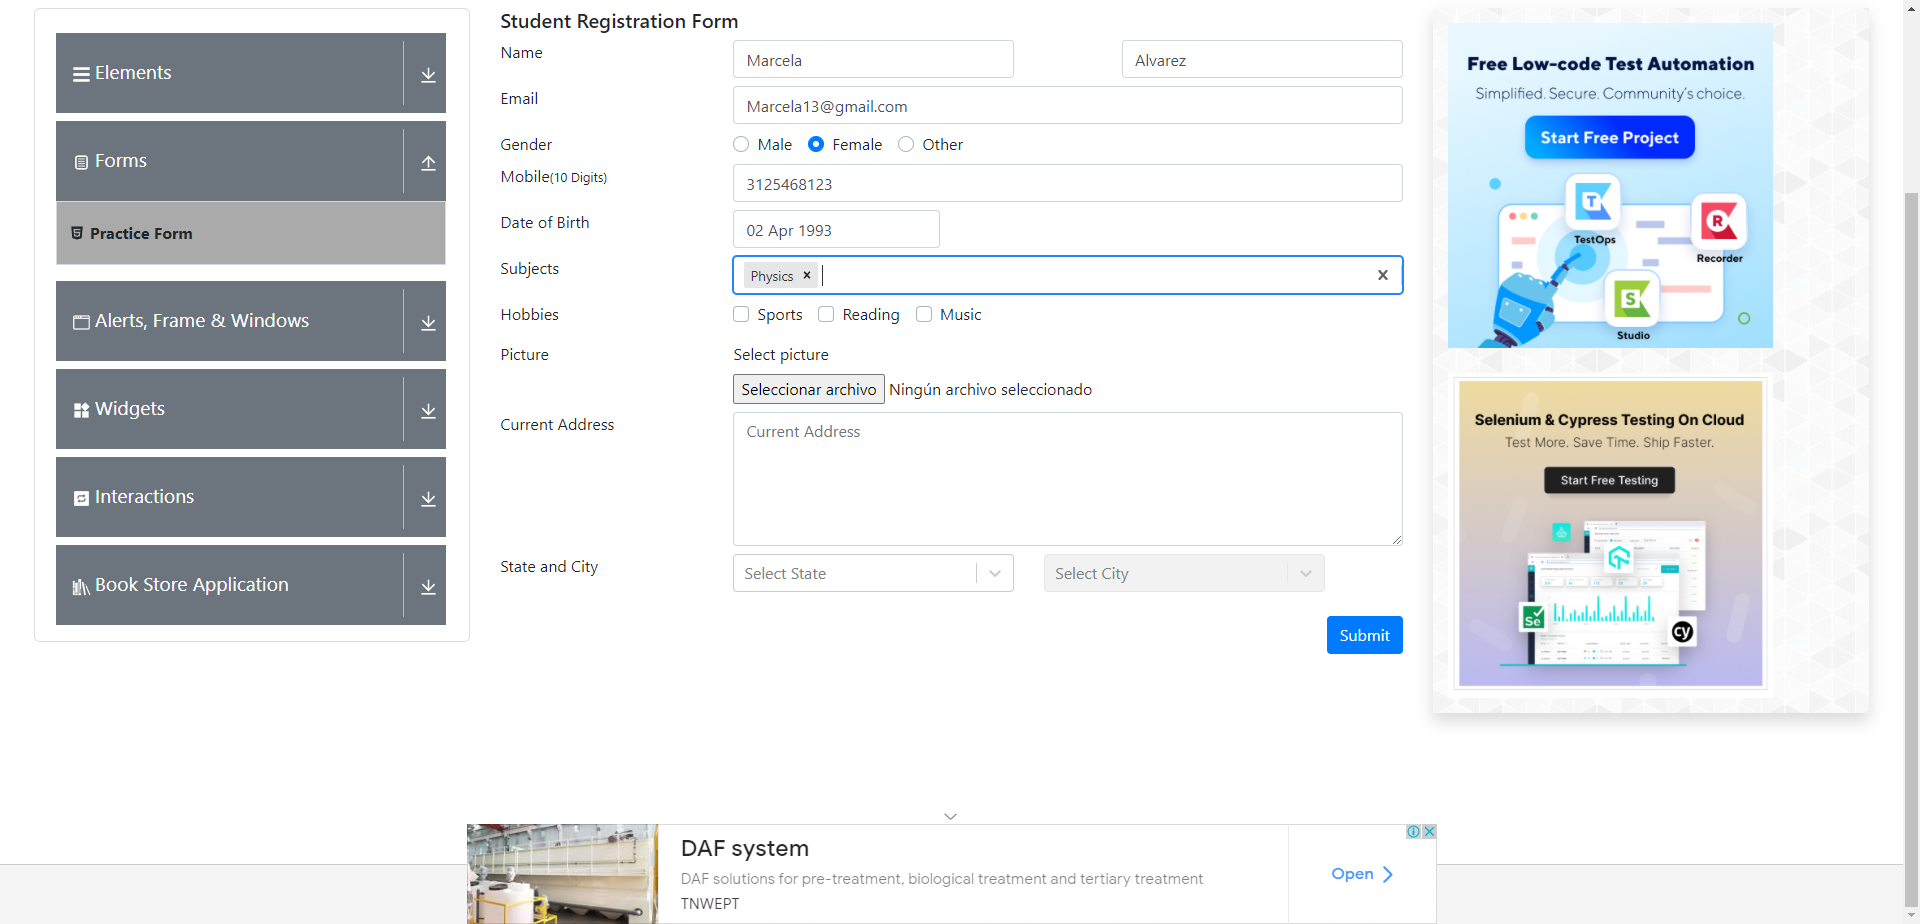 Elements
Forms
Practice Form
Alerts, Frame & Windows
Widgets
Interactions
Book Store Application
Student Registration Form
Name
Marcela
Alvarez
Email
Marcela13@gmail.com
Gender
Male
Female
Other
Mobile(10 Digits)
3125468123
Date of Birth
02 Apr 1993
Subjects
Physics
Hobbies
Sports
Reading
Music
Picture
Select picture
Seleccionar archivo Ningún archivo seleccionado
Current Address
Current Address
State and City
Select State
Select City
Submit
Free Low-code Test Automation
Simplified. Secure. Community's choice.
Start Free Project
T
TestOps
R
Recorder
S
Studio
Selenium & Cypress Testing On Cloud
Test More. Save Time. Ship Faster.
Start Free Testing
Se
cy
DAF system
DAF solutions for pre-treatment, biological treatment and tertiary treatment
TNWEPT
Open